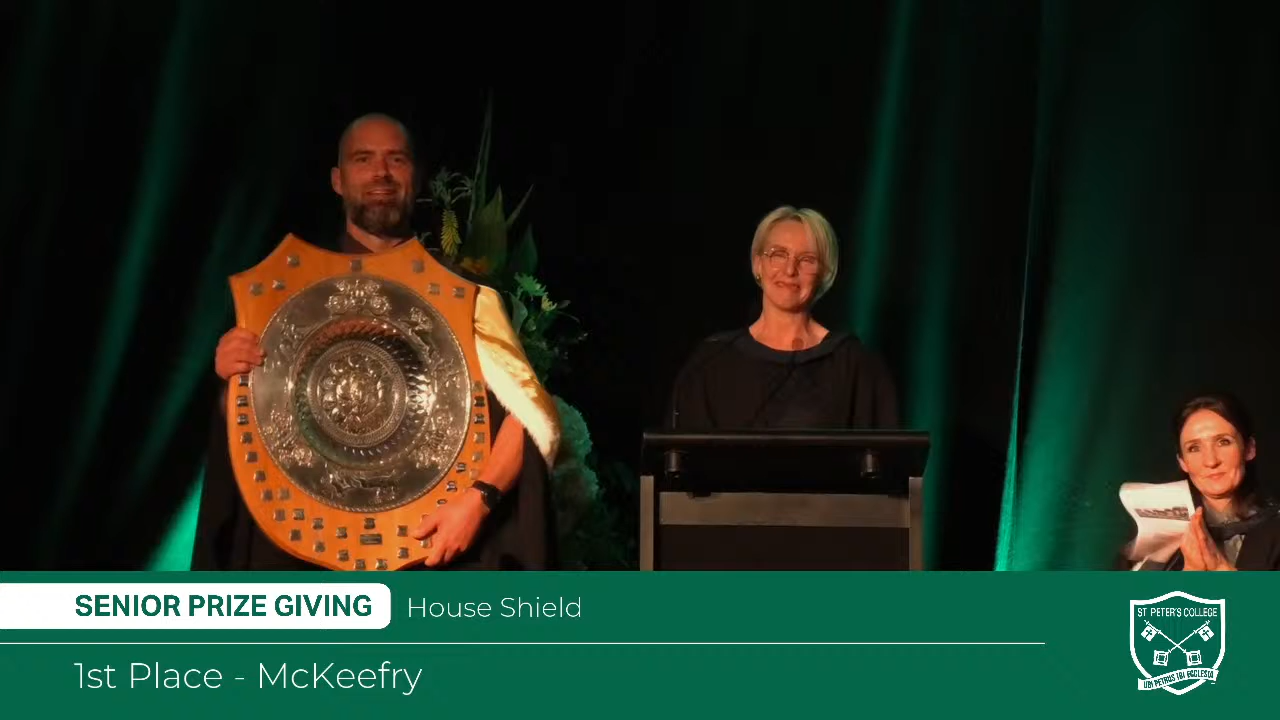 SENIOR PRIZE GIVING
House Shield
1st Place - McKeefry
ST PETER'S COLLEGE
UBI PETRUS IBI ECCLESIA